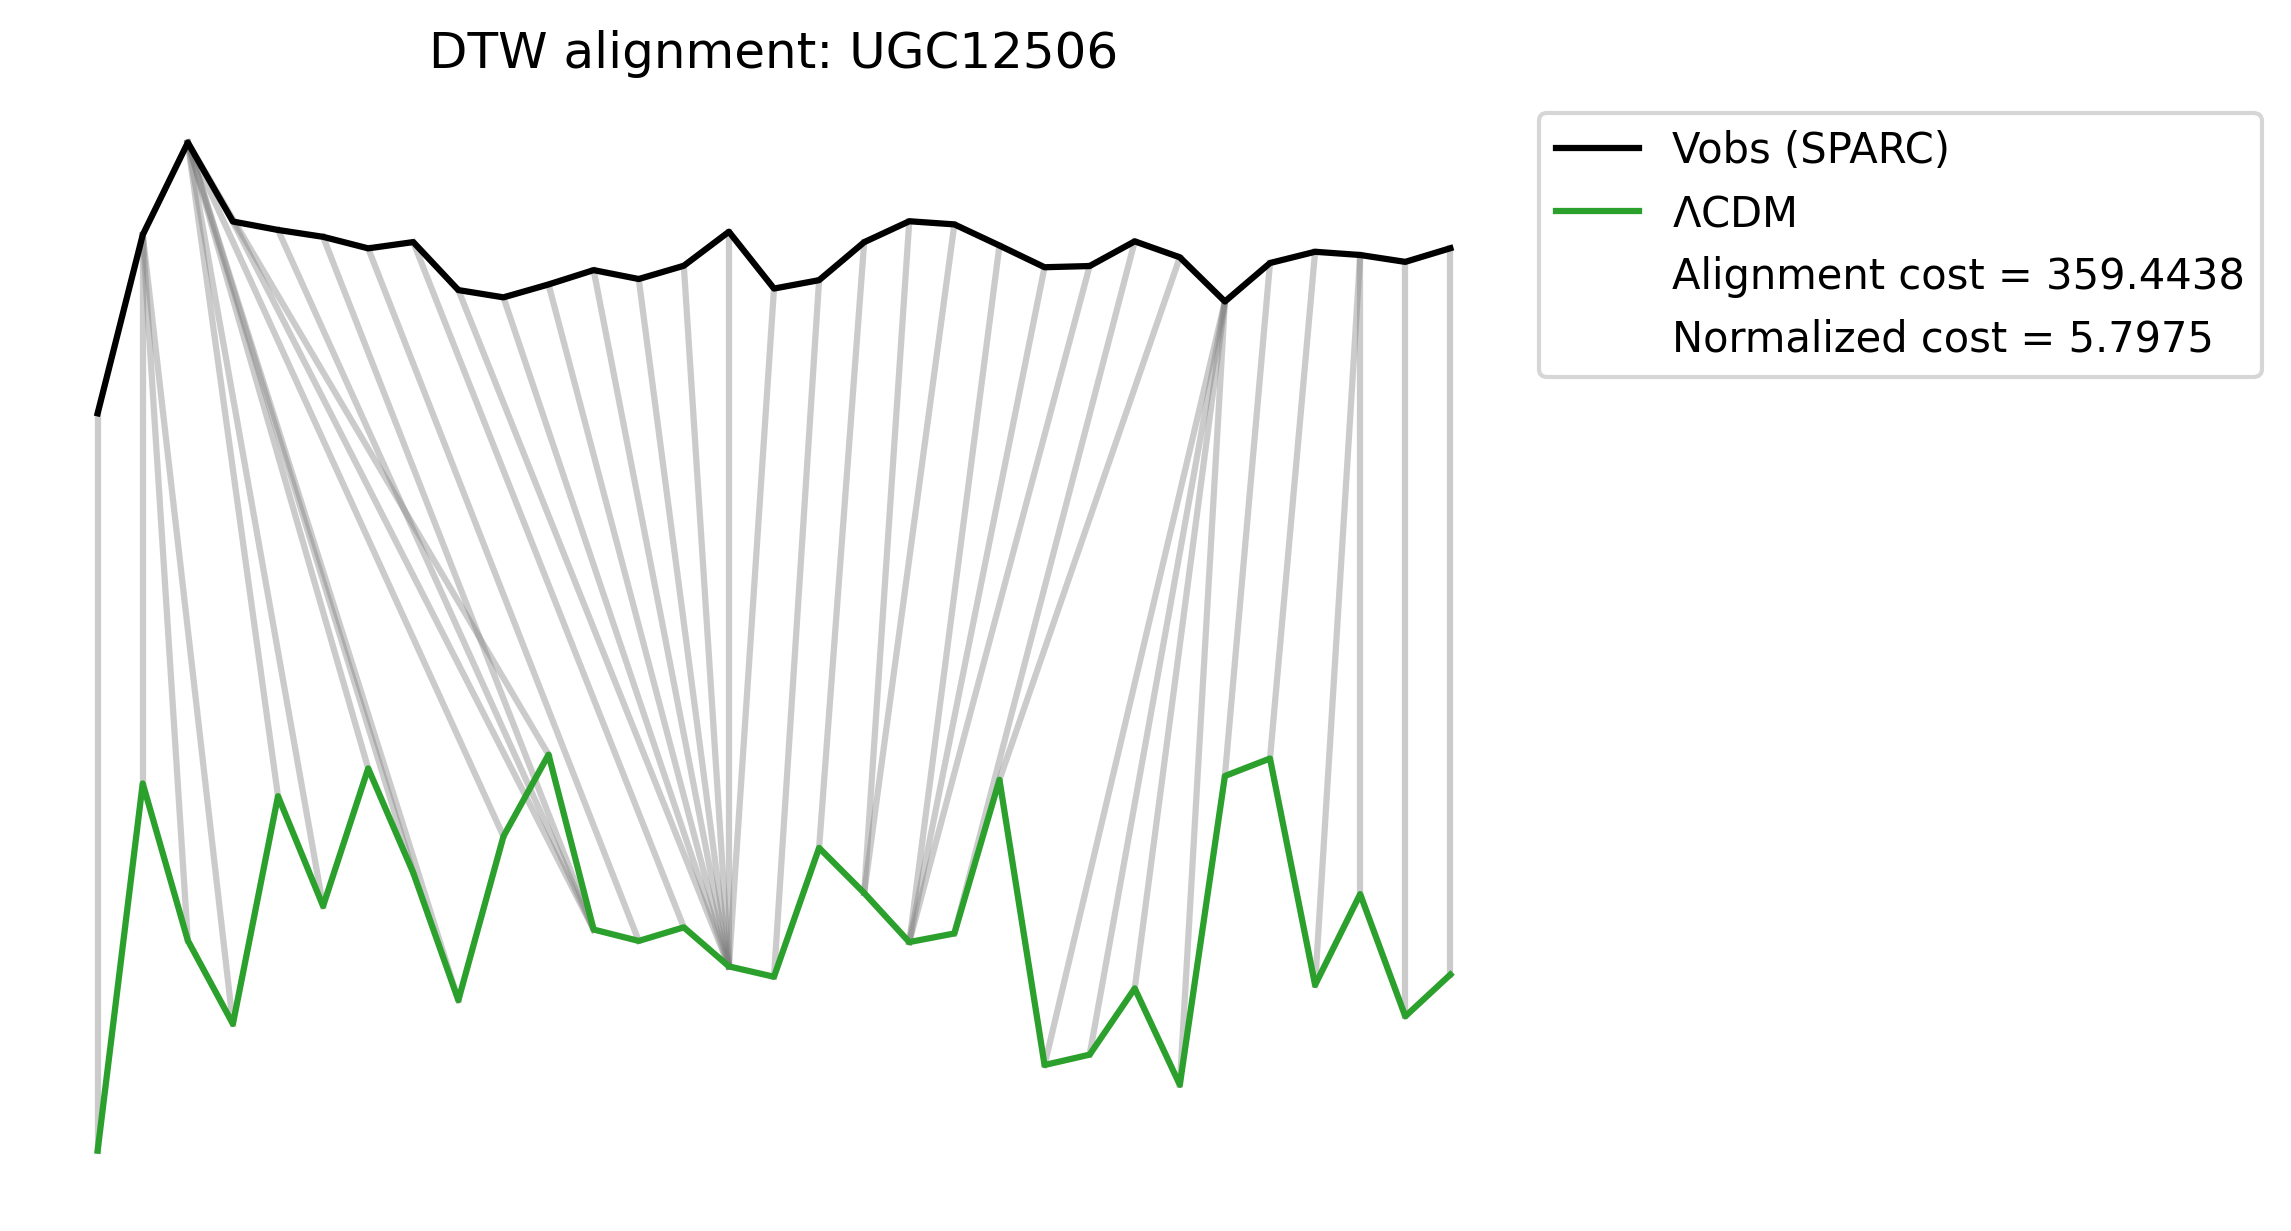 DTW alignment: UGC12506
Vobs (SPARC)
ΛCDM
Alignment cost = 359.4438
Normalized cost = 5.7975